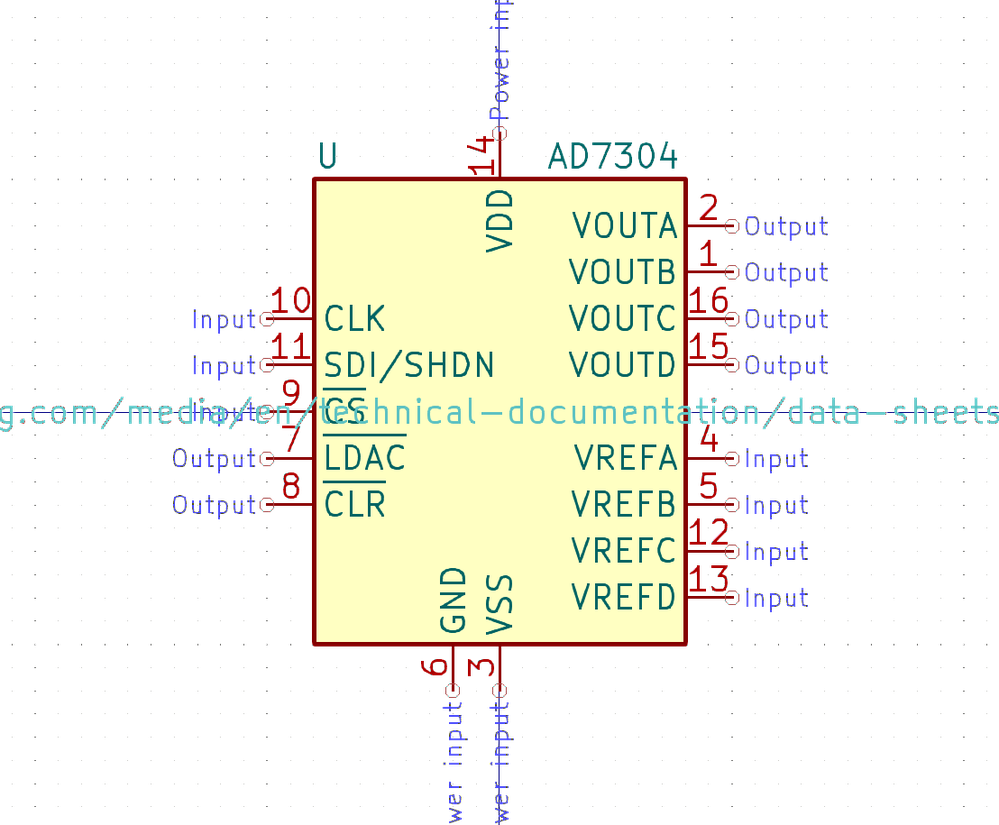 Power inp
14
U AD7304
VDD
VOUTA 2 Output
VOUTB 1 Output
Input 10 CLK VOUTC 16 Output
Input 11 SDI/SHDN VOUTD 15 Output
Input 9 CS
g.com/media/en/technical-documentation/data-sheets
Output 7 LDAC VREFA 4 Input
Output 8 CLR VREFB 5 Input
VREFC 12 Input
VREFD 13 Input
GND VSS
6 3
wer input wer input